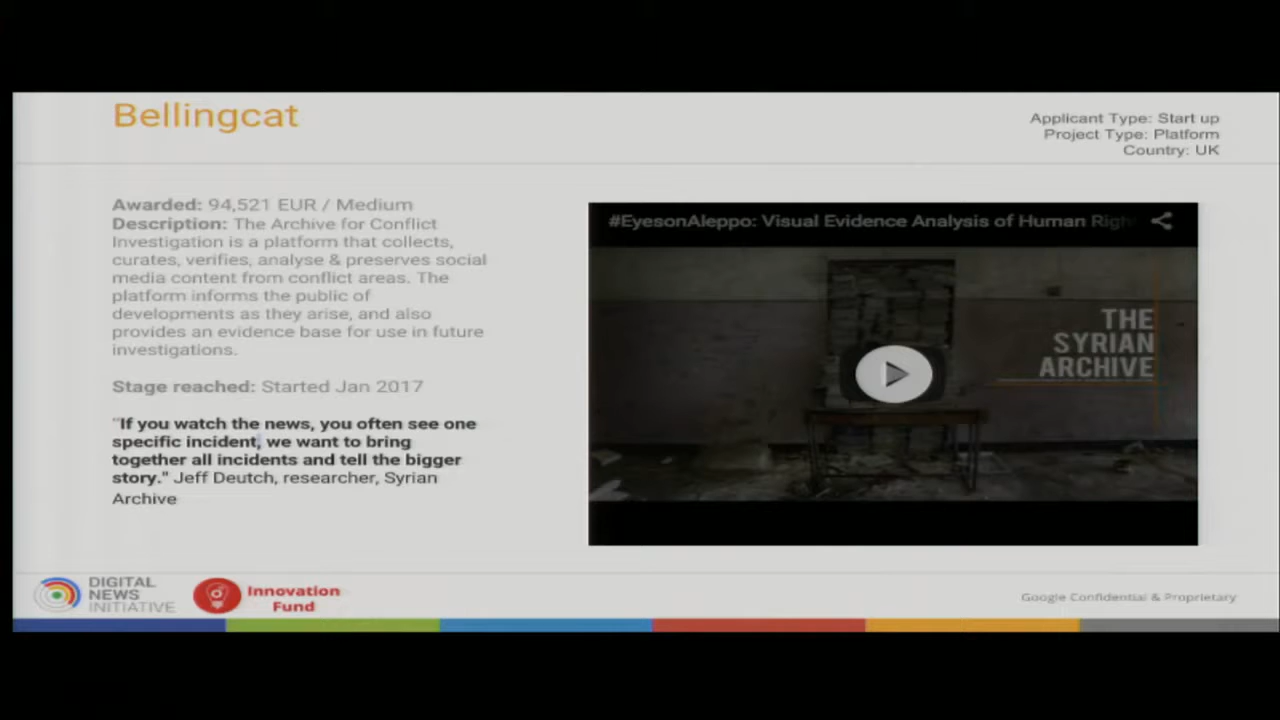 Bellingcat
Applicant Type: Start up
Project Type: Platform
Country: UK
Awarded: 94,521 EUR / Medium
Description: The Archive for Conflict
Investigation is a platform that collects,
curates, verifies, analyse & preserves social
media content from conflict areas. The
platform informs the public of
developments as they arise, and also
provides an evidence base for use in future
investigations.
Stage reached: Started Jan 2017
"If you watch the news, you often see one
specific incident, we want to bring
together all incidents and tell the bigger
story." Jeff Deutch, researcher, Syrian
Archive
#EyesonAleppo: Visual Evidence Analysis of Human Righ
THE
SYRIAN
ARCHIVE
DIGITAL
NEWS
INITIATIVE
Innovation
Fund
Google Confidential & Proprietary